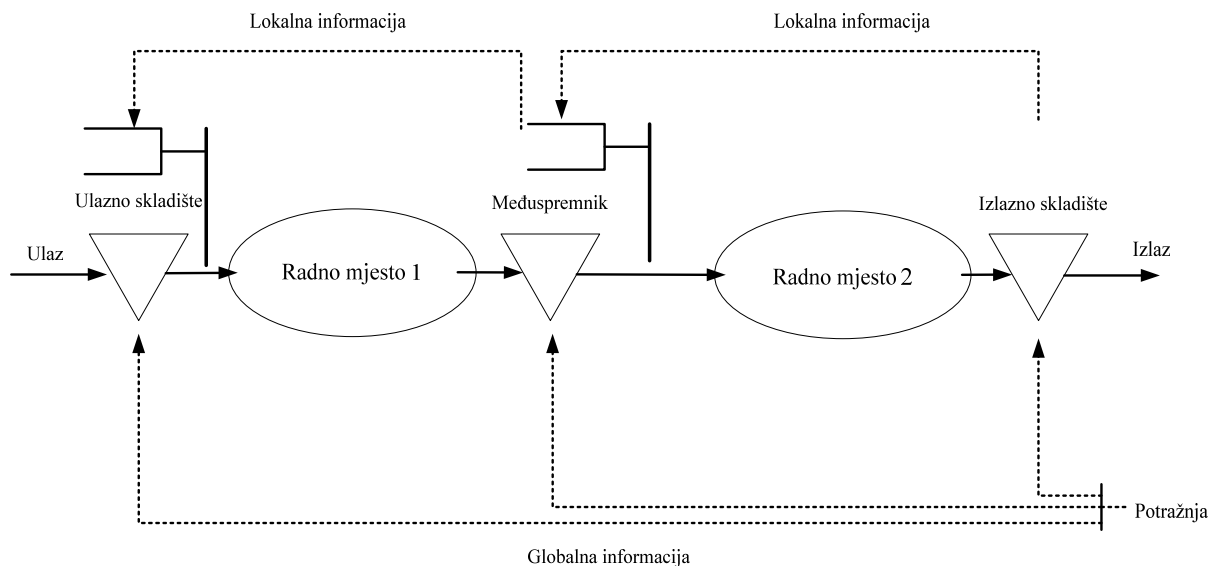 Lokalna informacija
Lokalna informacija
Ulazno skladište
Međuspremnik
Izlazno skladište
Ulaz
Radno mjesto 1
Radno mjesto 2
Izlaz
Potražnja
Globalna informacija